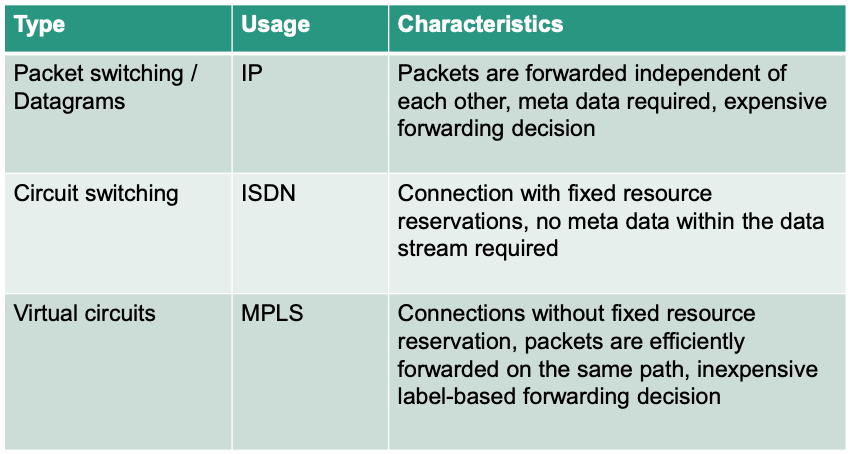 Type Usage Characteristics
Packet switching / IP Packets are forwarded independent of
Datagrams each other, meta data required, expensive
forwarding decision
Circuit switching ISDN Connection with fixed resource
reservations, no meta data within the data
stream required
Virtual circuits MPLS Connections without fixed resource
reservation, packets are efficiently
forwarded on the same path, inexpensive
label-based forwarding decision